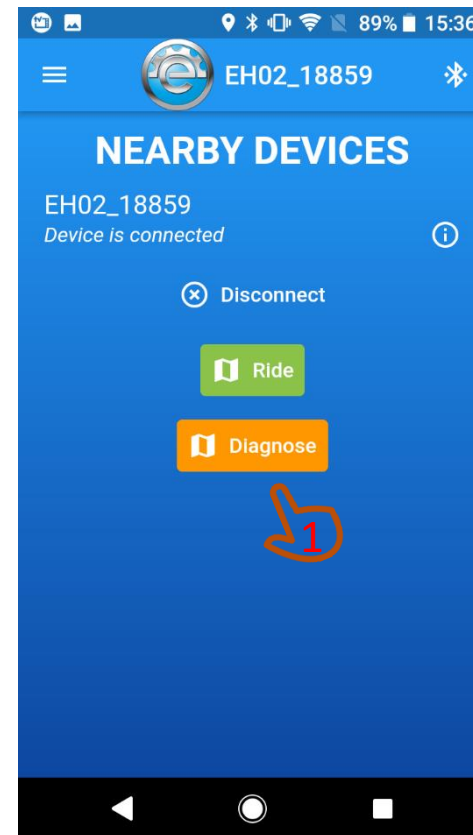 89% 15:36
EH02_18859
NEARBY DEVICES
EH02_18859
Device is connected
Disconnect
Ride
Diagnose
1